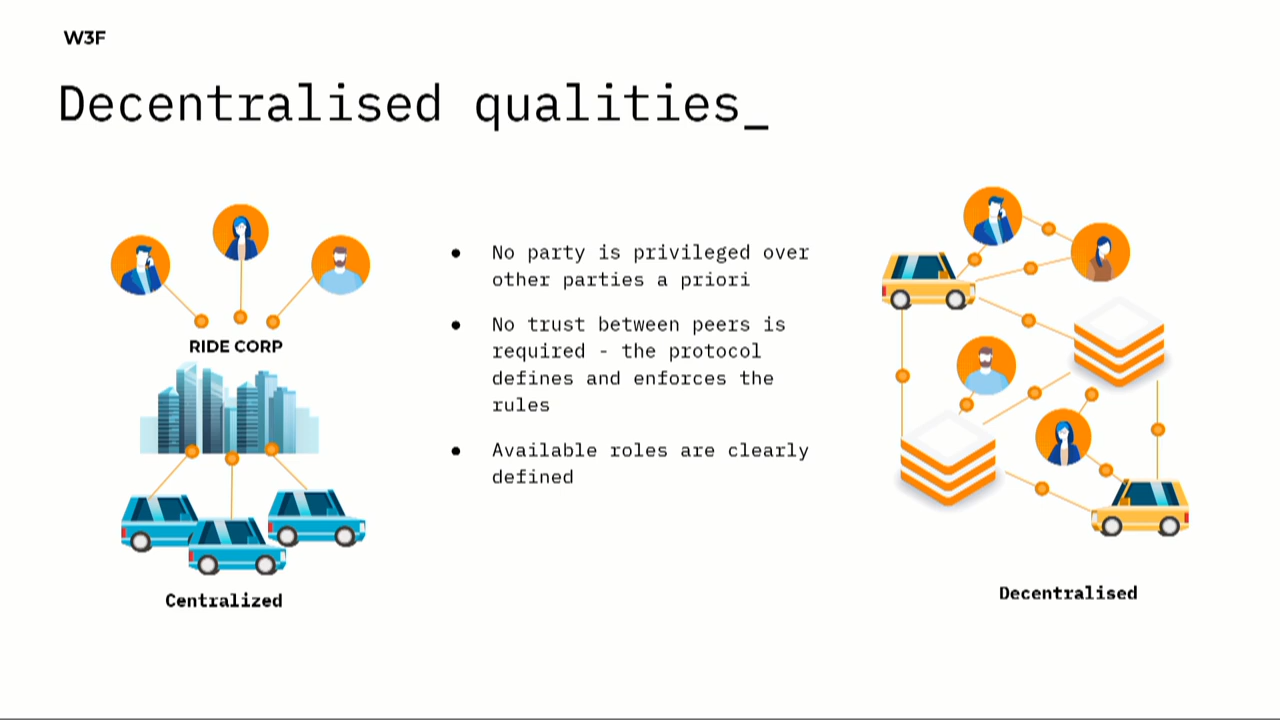 W3F
Decentralised qualities_
RIDE CORP
Centralized
● No party is privileged over
other parties a priori
● No trust between peers is
required - the protocol
defines and enforces the
rules
● Available roles are clearly
defined
Decentralised